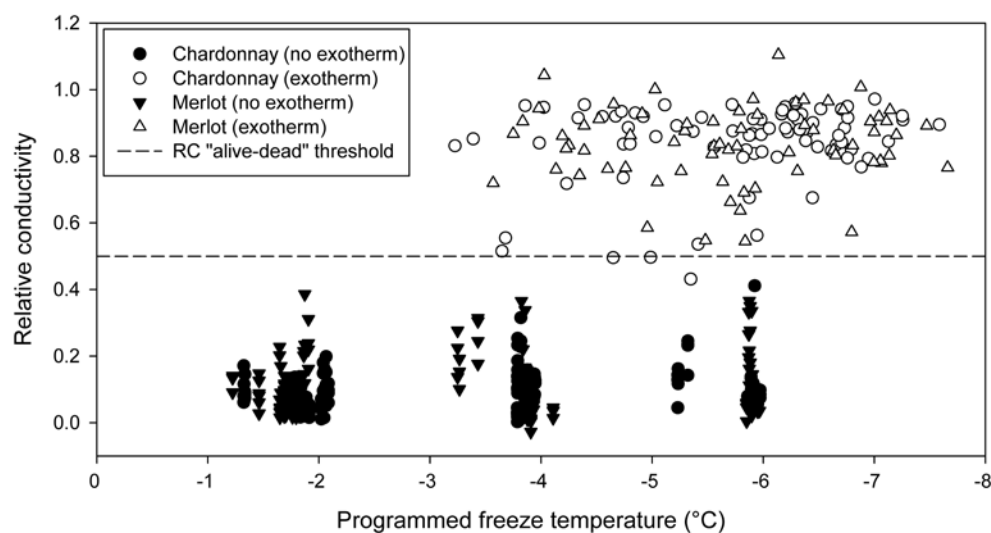 1.2
Chardonnay (no exotherm)
Chardonnay (exotherm)
Merlot (no exotherm)
Merlot (exotherm)
RC "alive-dead" threshold
1.0
0.8
0.6
0.4
0.2
0.0
Relative conductivity
0 -1 -2 -3 -4 -5 -6 -7 -8
Programmed freeze temperature (°C)